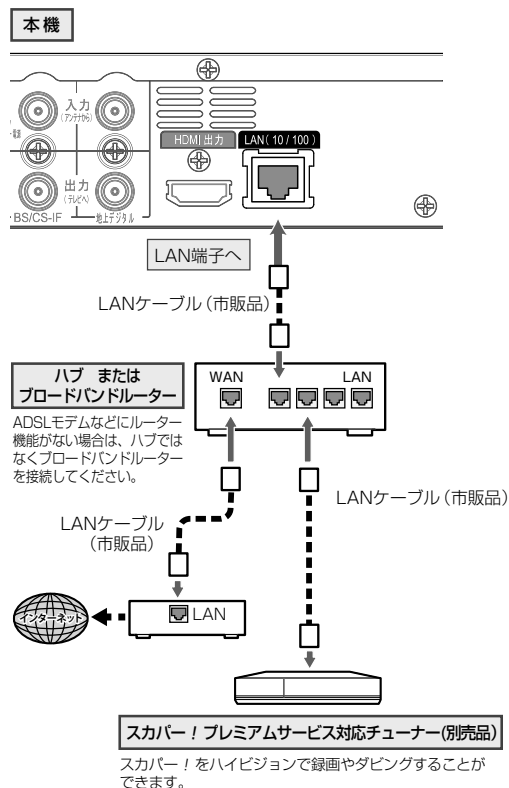 本機
入力
(アンテナから)
出力
(テレビへ)
BS/CS-IF
地上デジタル
HDMI 出力
LAN(10/100)
LAN端子へ
LANケーブル(市販品)
ハブ または
ブロードバンドルーター
ADSLモデムなどにルーター
機能がない場合は、ハブでは
なくブロードバンドルーター
を接続してください。
WAN
LAN
LANケーブル(市販品)
LANケーブル
(市販品)
インターネット
LAN
スカパー!プレミアムサービス対応チューナー(別売品)
スカパー!をハイビジョンで録画やダビングすることが
できます。